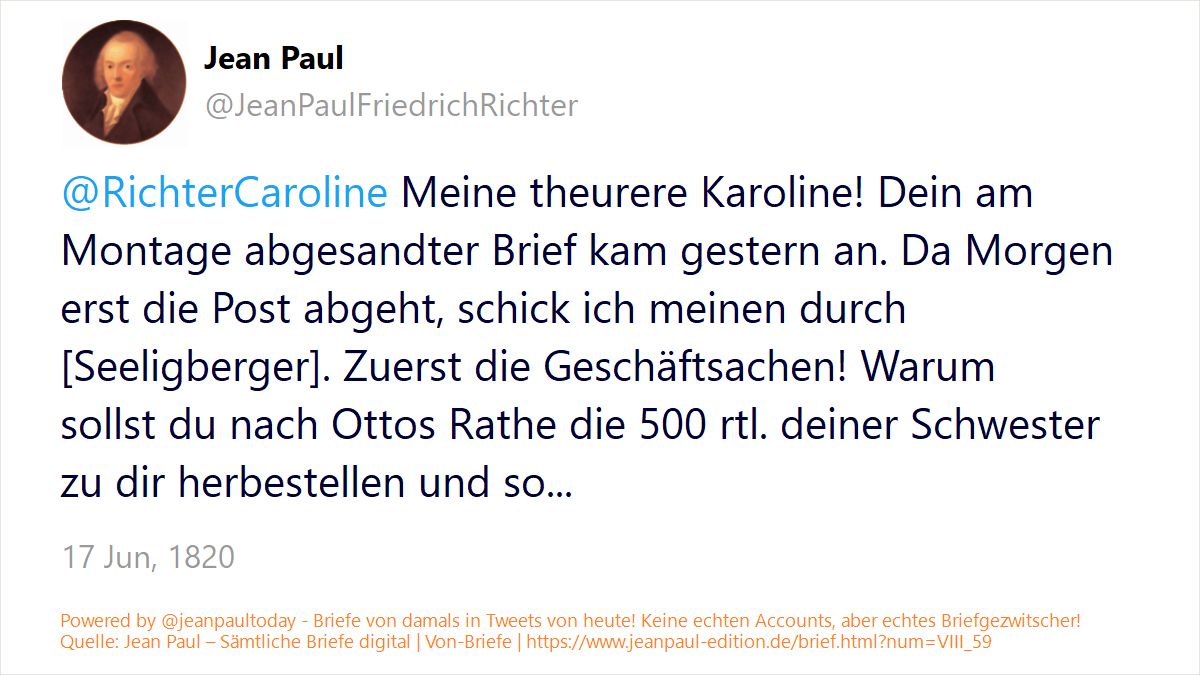 Jean Paul
@JeanPaulFriedrichRichter
@RichterCaroline Meine theurere Karoline! Dein am
Montage abgesandter Brief kam gestern an. Da Morgen
erst die Post abgeht, schick ich meinen durch
[Seeligberger]. Zuerst die Geschäftsachen! Warum
sollst du nach Ottos Rathe die 500 rtl. deiner Schwester
zu dir herbestellen und so...
17 Jun, 1820
Powered by @jeanpaultoday - Briefe von damals in Tweets von heute! Keine echten Accounts, aber echtes Briefgezwitscher!
Quelle: Jean Paul – Sämtliche Briefe digital | Von-Briefe | https://www.jeanpaul-edition.de/brief.html?num=VIII_59